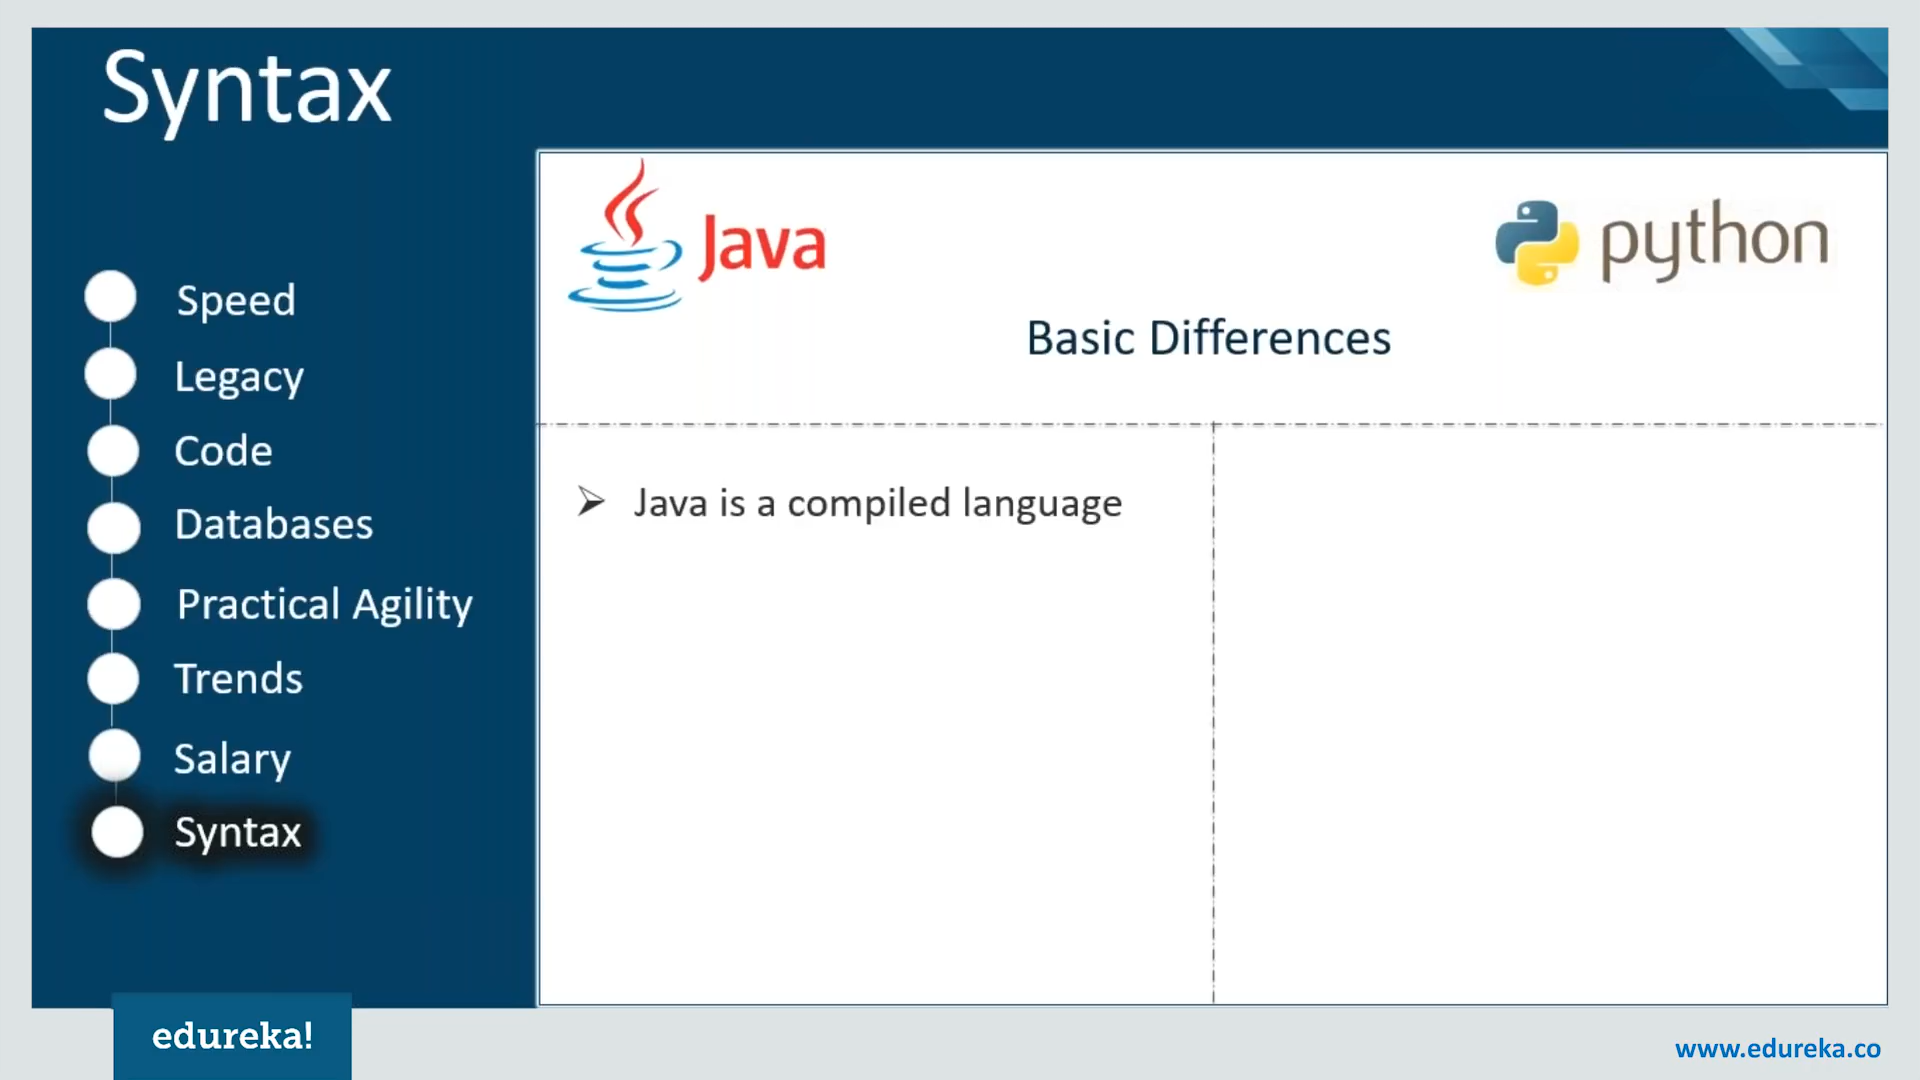 Syntax
Speed
Legacy
Code
Databases
Practical Agility
Trends
Salary
Syntax
Java
python
Basic Differences
Java is a compiled language
edureka!
www.edureka.co